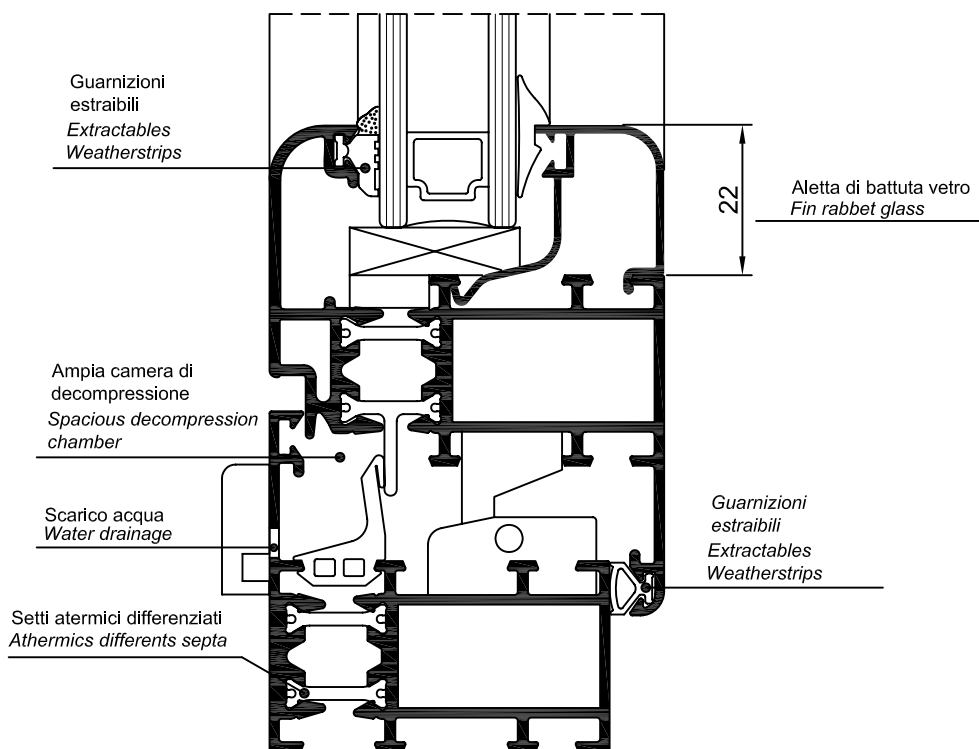 Guarnizioni
estraibili
Extractables
Weatherstrips
22
Aletta di battuta vetro
Fin rabbet glass
Ampia camera di
decompressione
Spacious decompression
chamber
Scarico acqua
Water drainage
Guarnizioni
estraibili
Extractables
Weatherstrips
Setti atermici differenziati
Athermics differents septa